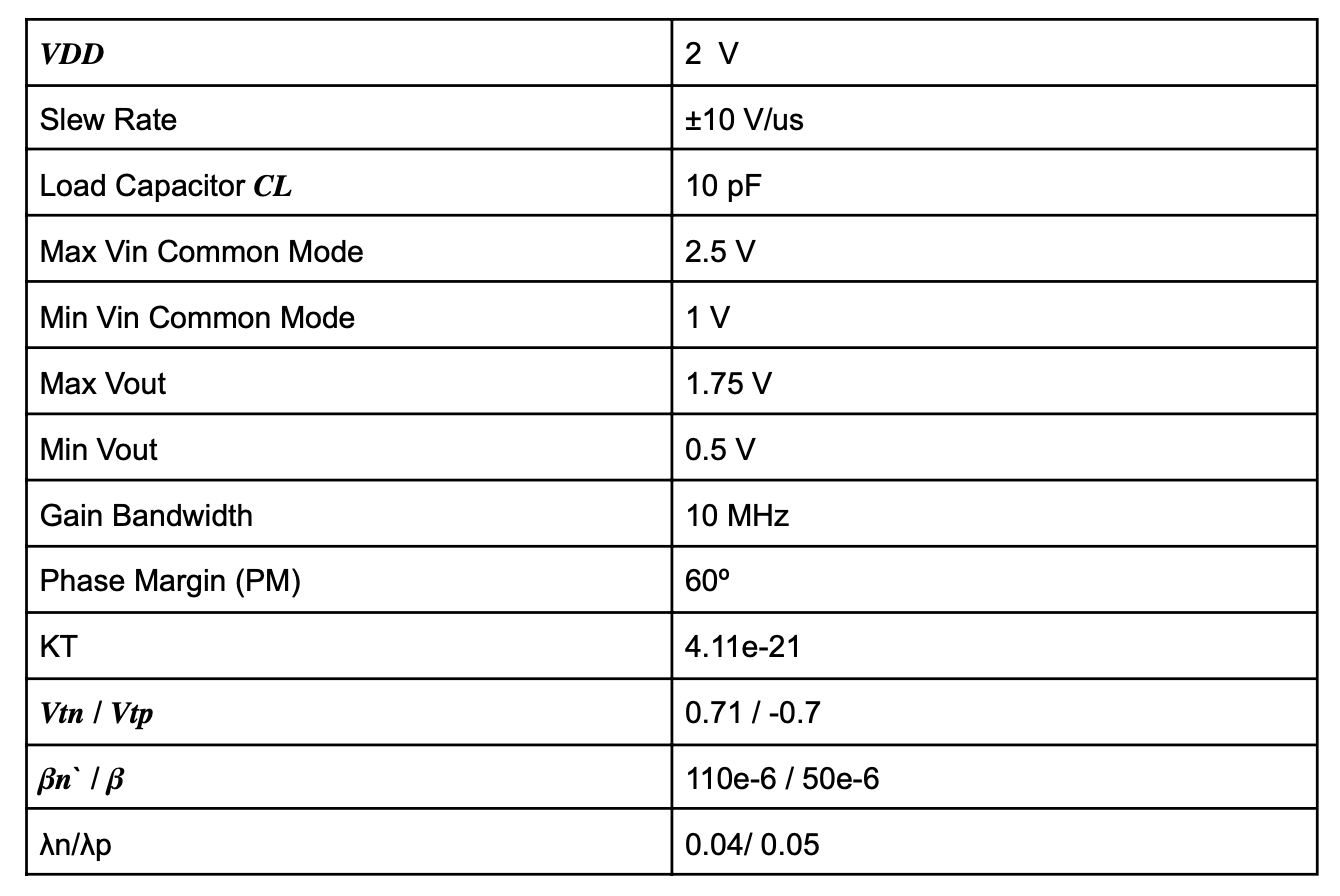 VDD 2 V
Slew Rate ±10 V/us
Load Capacitor CL 10 pF
Max Vin Common Mode 2.5 V
Min Vin Common Mode 1 V
Max Vout 1.75 V
Min Vout 0.5 V
Gain Bandwidth 10 MHz
Phase Margin (PM) 60º
KT 4.11e-21
Vtn / Vtp 0.71 / -0.7
βn` / β 110e-6 / 50e-6
λn/λp 0.04/ 0.05